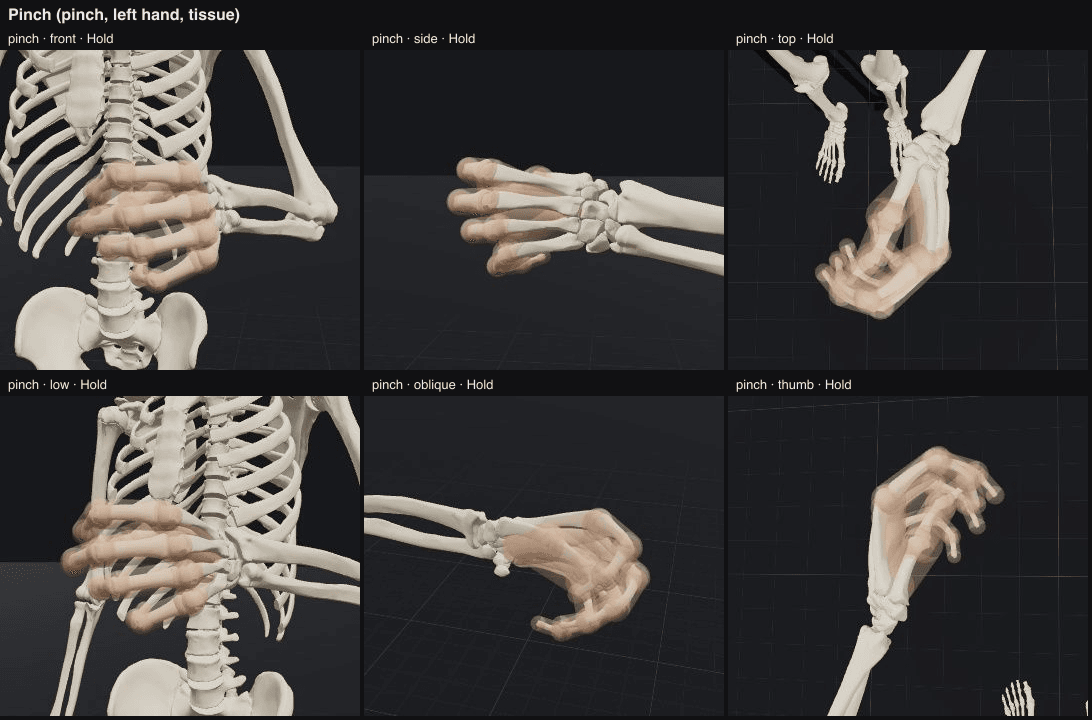 Pinch (pinch, left hand, tissue)
pinch · front · Hold
pinch · side · Hold
pinch · top · Hold
pinch · low · Hold
pinch · oblique · Hold
pinch · thumb · Hold